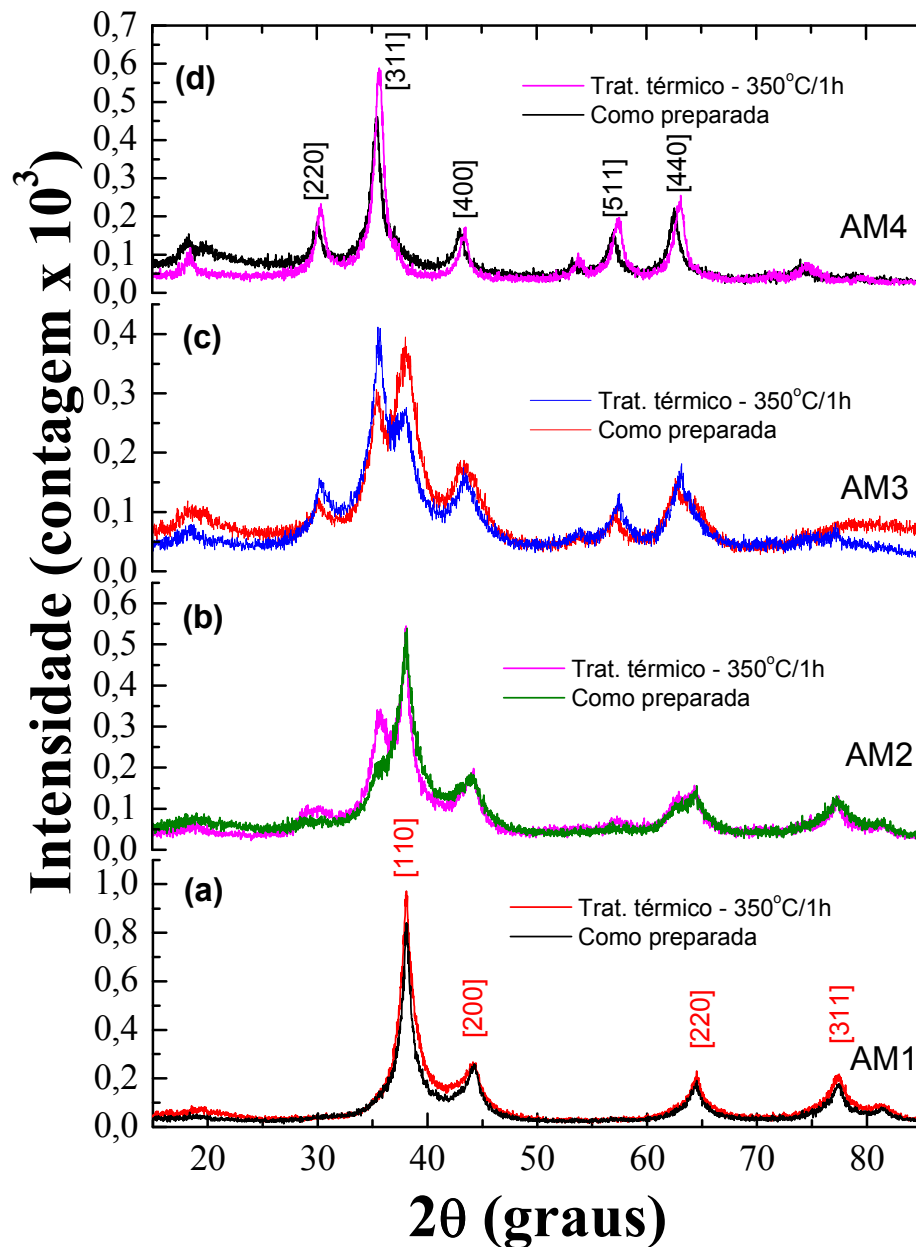 Intensidade (contagem x 10³)
0,7
0,6
0,5
0,4
0,3
0,2
0,1
0,0
(d)
[220]
[311]
[400]
[511]
[440]
Trat. térmico - 350°C/1h
Como preparada
AM4
0,4
0,3
0,2
0,1
0,0
(c)
Trat. térmico - 350°C/1h
Como preparada
AM3
0,5
0,4
0,3
0,2
0,1
0,0
(b)
Trat. térmico - 350°C/1h
Como preparada
AM2
1,0
0,8
0,6
0,4
0,2
0,0
(a)
[110]
[200]
[220]
[311]
Trat. térmico - 350°C/1h
Como preparada
AM1
20 30 40 50 60 70 80
2θ (graus)